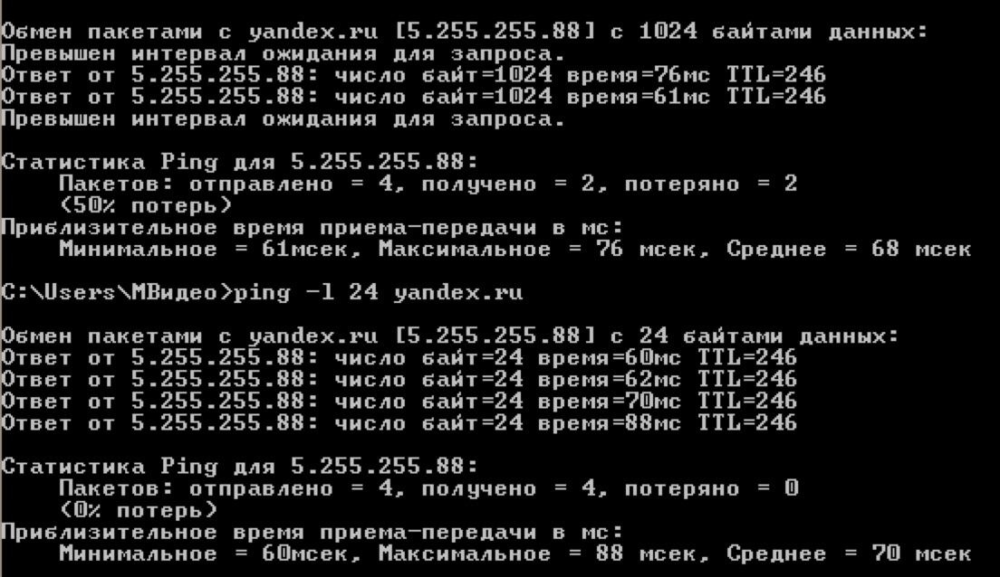 Обмен пакетами с yandex.ru [5.255.255.88] с 1024 байтами данных:
Превышен интервал ожидания для запроса.
Ответ от 5.255.255.88: число байт=1024 время=76мс TTL=246
Ответ от 5.255.255.88: число байт=1024 время=61мс TTL=246
Превышен интервал ожидания для запроса.
Статистика Ping для 5.255.255.88:
Пакетов: отправлено = 4, получено = 2, потеряно = 2
(50% потерь)
Приблизительное время приема-передачи в мс:
Минимальное = 61мсек, Максимальное = 76 мсек, Среднее = 68 мсек
C:\Users\МВидео>ping -l 24 yandex.ru
Обмен пакетами с yandex.ru [5.255.255.88] с 24 байтами данных:
Ответ от 5.255.255.88: число байт=24 время=60мс TTL=246
Ответ от 5.255.255.88: число байт=24 время=62мс TTL=246
Ответ от 5.255.255.88: число байт=24 время=70мс TTL=246
Ответ от 5.255.255.88: число байт=24 время=88мс TTL=246
Статистика Ping для 5.255.255.88:
Пакетов: отправлено = 4, получено = 4, потеряно = 0
(0% потерь)
Приблизительное время приема-передачи в мс:
Минимальное = 60мсек, Максимальное = 88 мсек, Среднее = 70 мсек